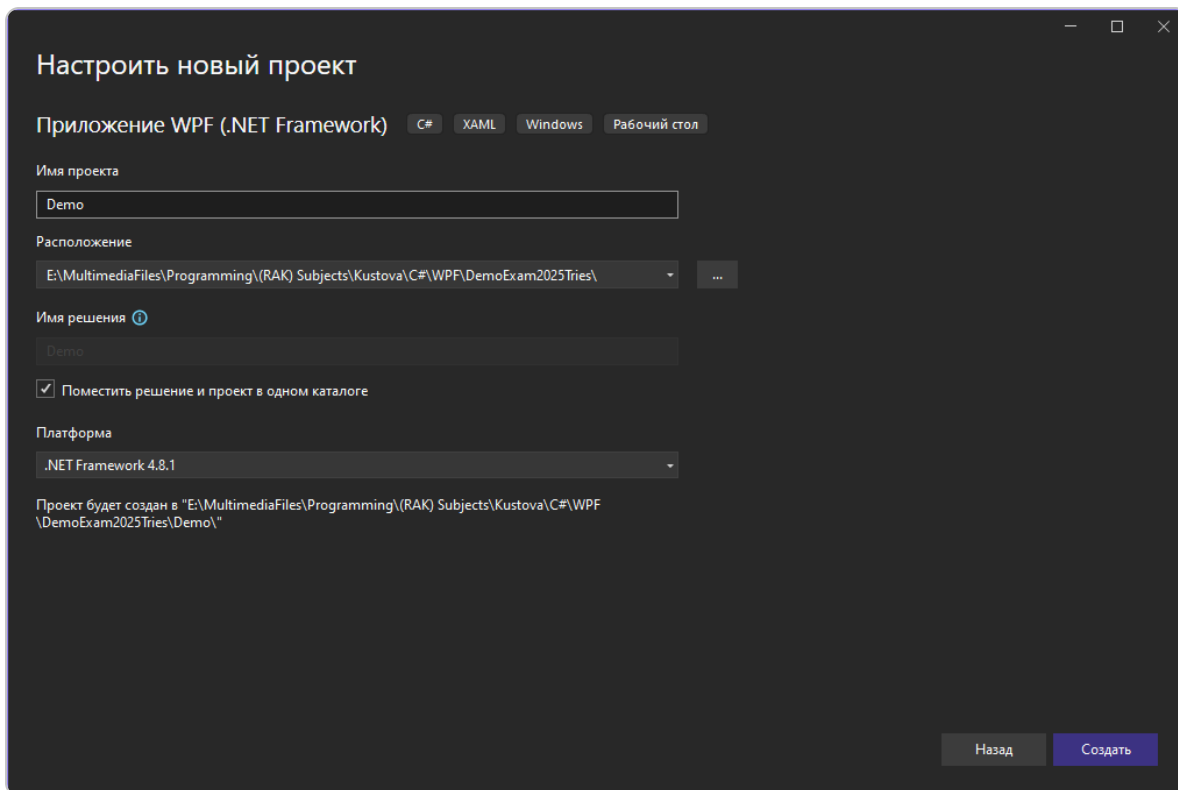 Настроить новый проект
Приложение WPF (.NET Framework) C# XAML Windows Рабочий стол
Имя проекта
Demo
Расположение
E:\MultimediaFiles\Programming\(RAK) Subjects\Kustova\C#\WPF\DemoExam2025Tries\ ...
Имя решения
Demo
Поместить решение и проект в одном каталоге
Платформа
.NET Framework 4.8.1
Проект будет создан в "E:\MultimediaFiles\Programming\(RAK) Subjects\Kustova\C#\WPF
\DemoExam2025Tries\Demo\"
Назад Создать